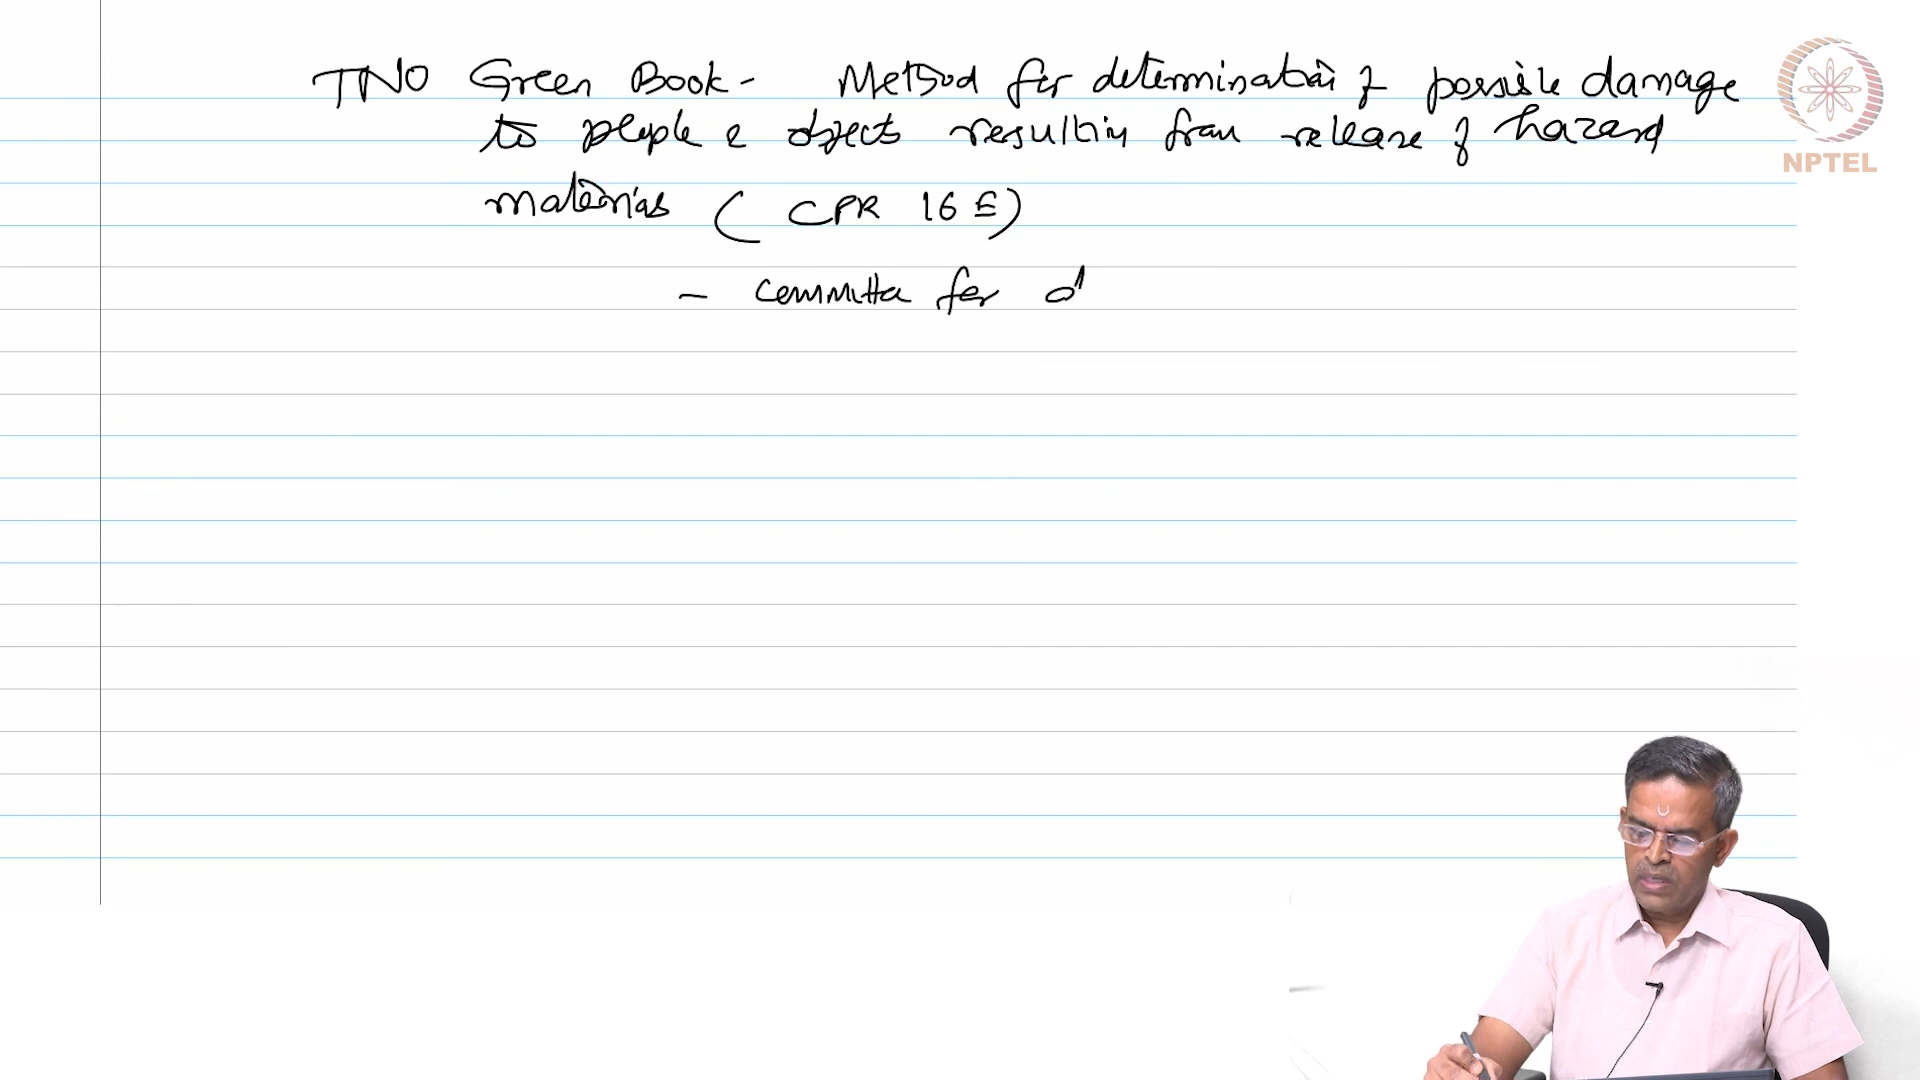 TNO Green Book - Method for determination of possible damage
to people & objects resulting from release of hazard
materials (CPR 16E)
- committee for d
NPTEL